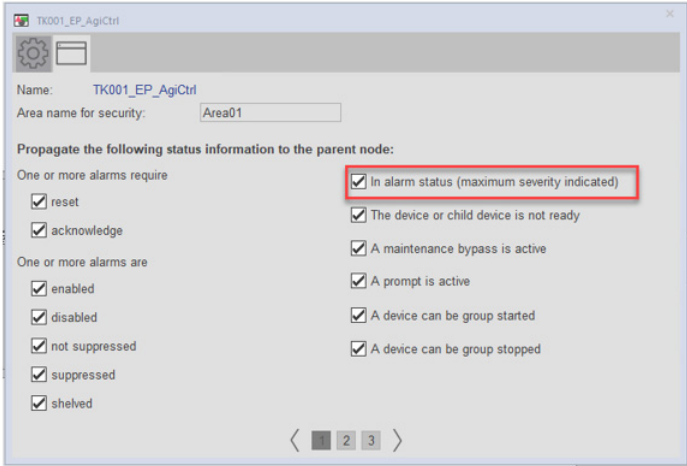 TK001_EP_AgiCtrl
Name: TK001_EP_AgiCtrl
Area name for security: Area01
Propagate the following status information to the parent node:
One or more alarms require
reset
acknowledge
One or more alarms are
enabled
disabled
not suppressed
suppressed
shelved
In alarm status (maximum severity indicated)
The device or child device is not ready
A maintenance bypass is active
A prompt is active
A device can be group started
A device can be group stopped
1 2 3